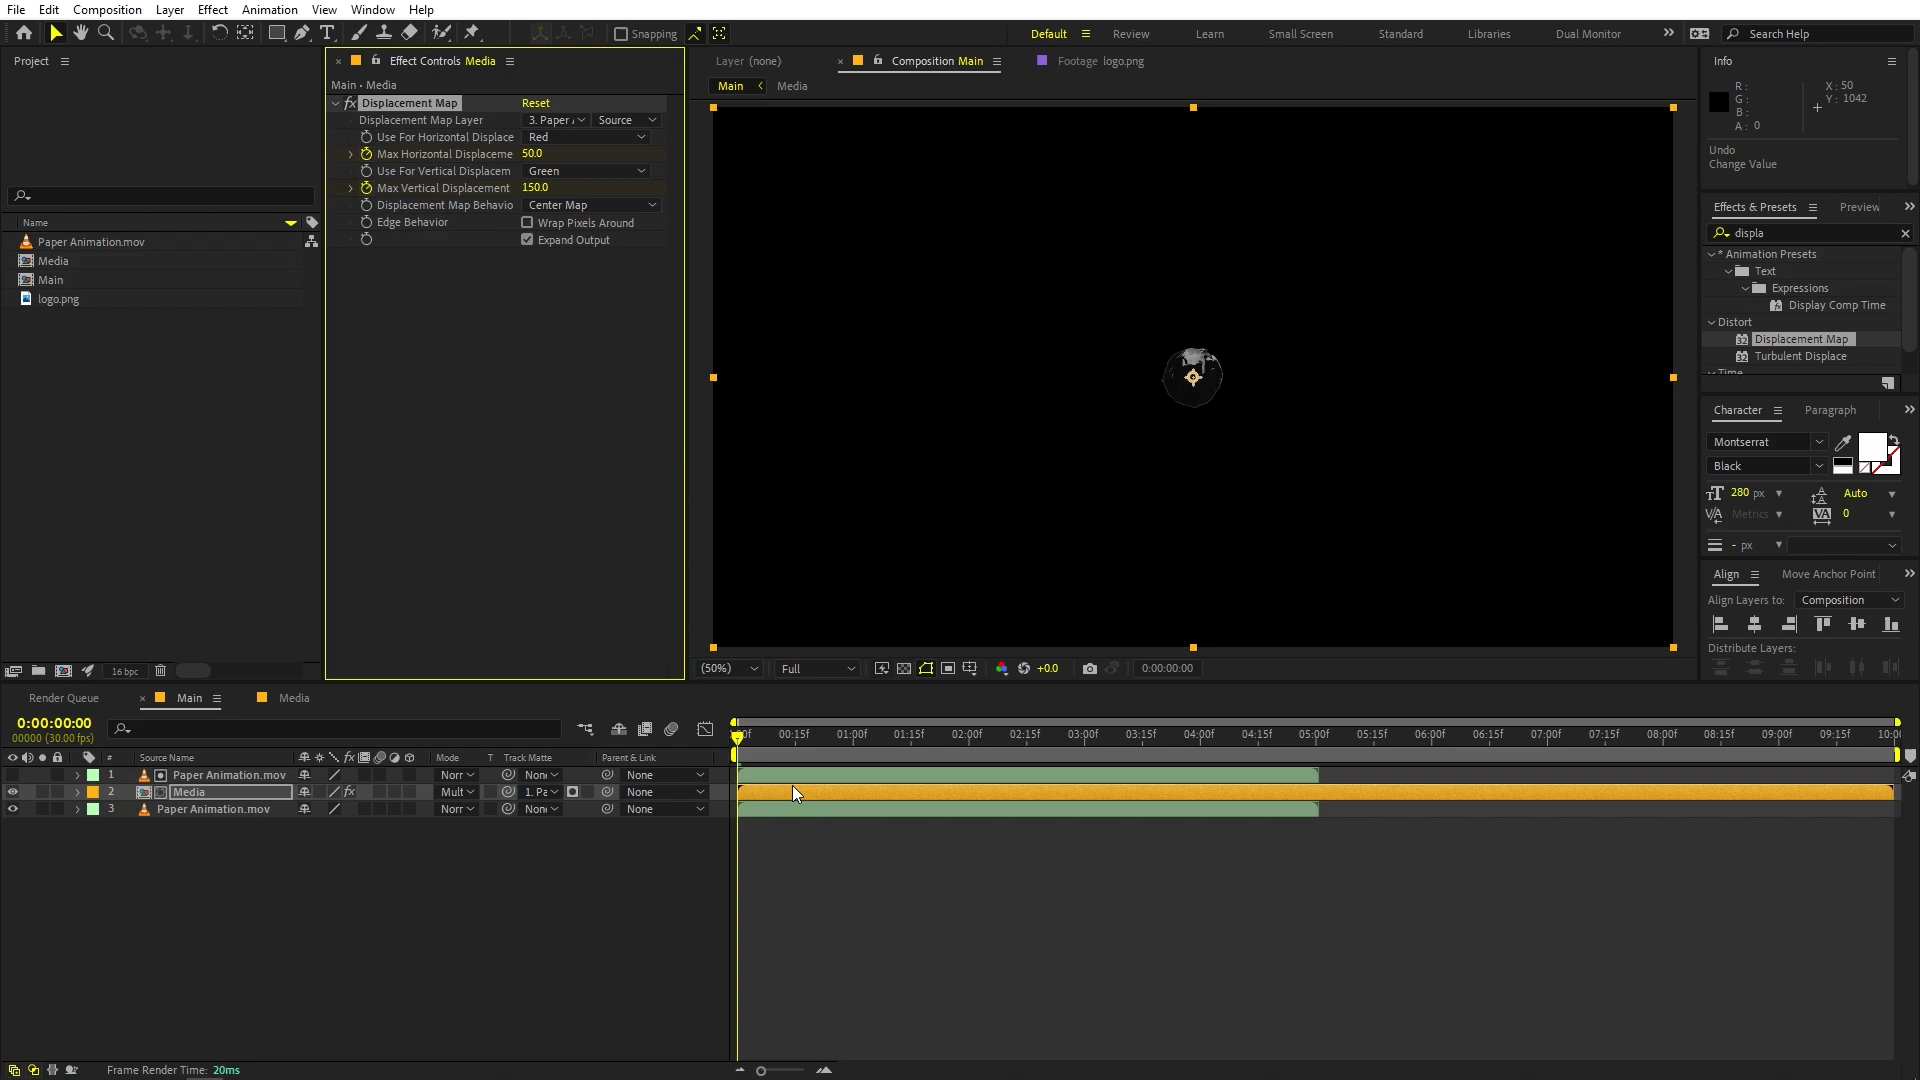 File Edit Composition Layer Effect Animation View Window Help
Snapping
Default Review Learn Small Screen Standard Libraries Dual Monitor Search Help
Project
Name
Paper Animation.mov
Media
Main
logo.png
16 bpc
Effect Controls Media
Main • Media
fx Displacement Map Reset
Displacement Map Layer 3. Paper Source
Use For Horizontal Displace Red
Max Horizontal Displaceme 50.0
Use For Vertical Displacem Green
Max Vertical Displacement 150.0
Displacement Map Behavio Center Map
Edge Behavior Wrap Pixels Around
Expand Output
Layer (none) Composition Main Footage logo.png
Main Media
(50%) Full +0.0 0:00:00:00
Info
R: X: 50
G: Y: 1042
B:
A: 0
Undo
Change Value
Effects & Presets Preview
displa
* Animation Presets
Text
Expressions
Display Comp Time
Distort
Displacement Map
Turbulent Displace
Time
Character Paragraph
Montserrat
Black
280 px Auto
Metrics 0
- px
Align Move Anchor Point
Align Layers to: Composition
Distribute Layers:
Render Queue Main Media
0:00:00:00
00000 (30.00 fps)
00f 00:15f 01:00f 01:15f 02:00f 02:15f 03:00f 03:15f 04:00f 04:15f 05:00f 05:15f 06:00f 06:15f 07:00f 07:15f 08:00f 08:15f 09:00f 09:15f 10:0
# Source Name fx Mode T Track Matte Parent & Link
1 Paper Animation.mov Norr None None
2 Media fx Mult 1. Pa None
3 Paper Animation.mov Norr None None
Frame Render Time: 20ms